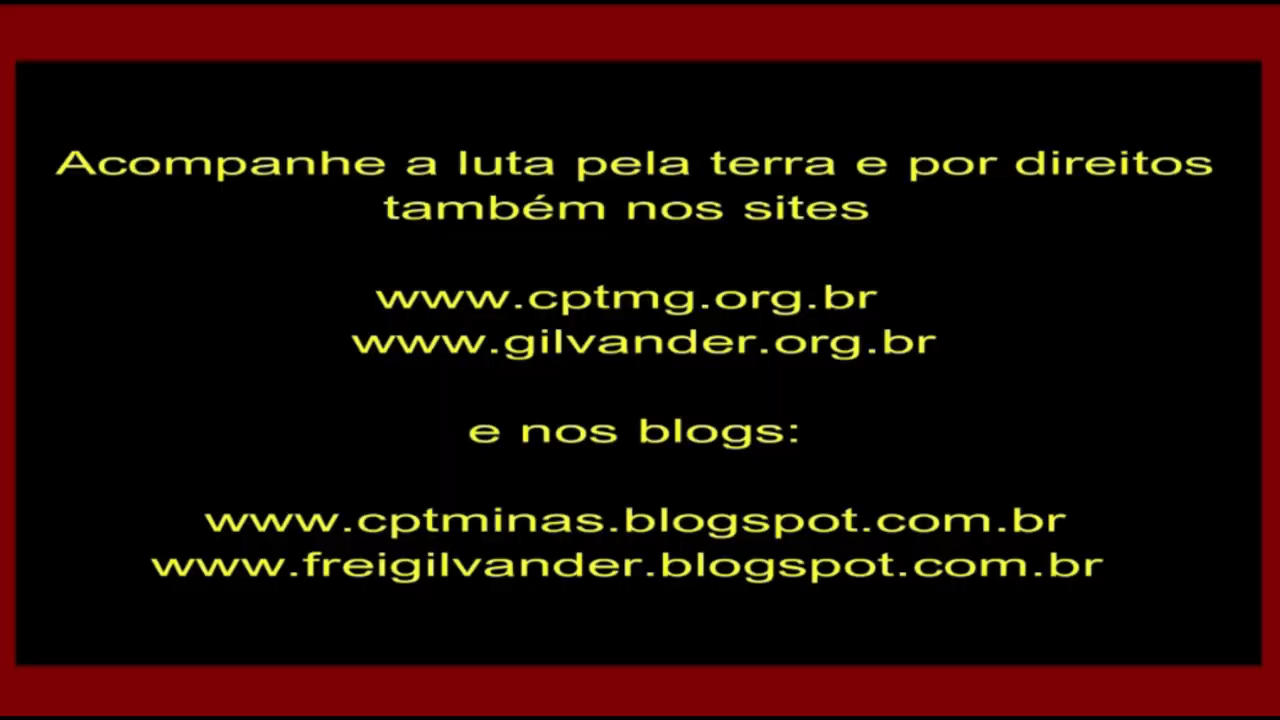 Acompanhe a luta pela terra e por direitos
também nos sites
www.cptmg.org.br
www.gilvander.org.br
e nos blogs:
www.cptminas.blogspot.com.br
www.freigilvander.blogspot.com.br